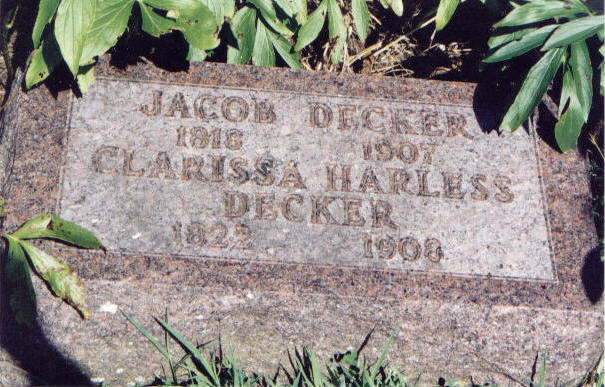 JACOB DECKER
1818 1907
CLARISSA HARLESS
DECKER
1822 1908